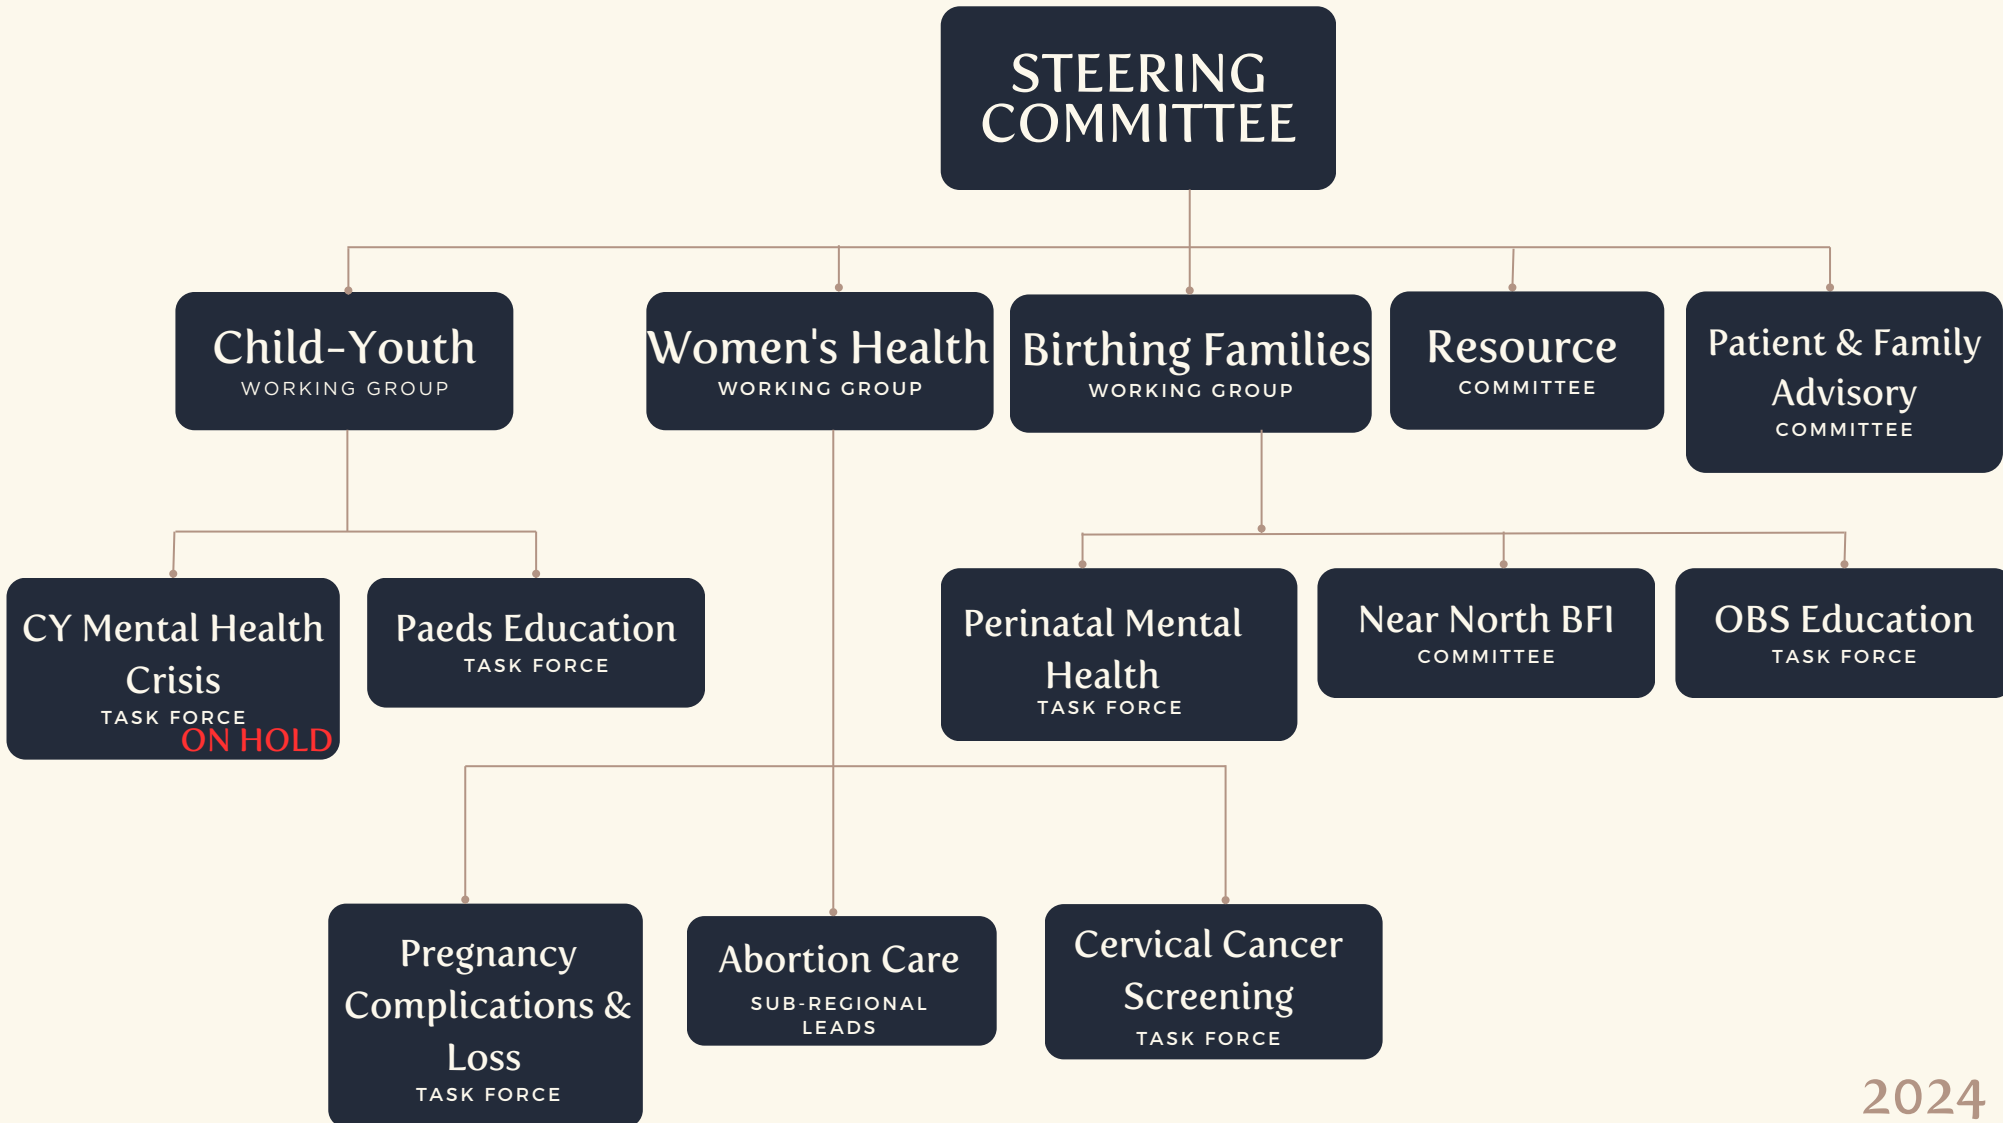 STEERING
COMMITTEE
Child-Youth
WORKING GROUP
Women's Health
WORKING GROUP
Birthing Families
WORKING GROUP
Resource
COMMITTEE
Patient & Family
Advisory
COMMITTEE
CY Mental Health
Crisis
TASK FORCE
ON HOLD
Paeds Education
TASK FORCE
Perinatal Mental
Health
TASK FORCE
Near North BFI
COMMITTEE
OBS Education
TASK FORCE
Pregnancy
Complications &
Loss
TASK FORCE
Abortion Care
SUB-REGIONAL
LEADS
Cervical Cancer
Screening
TASK FORCE
2024